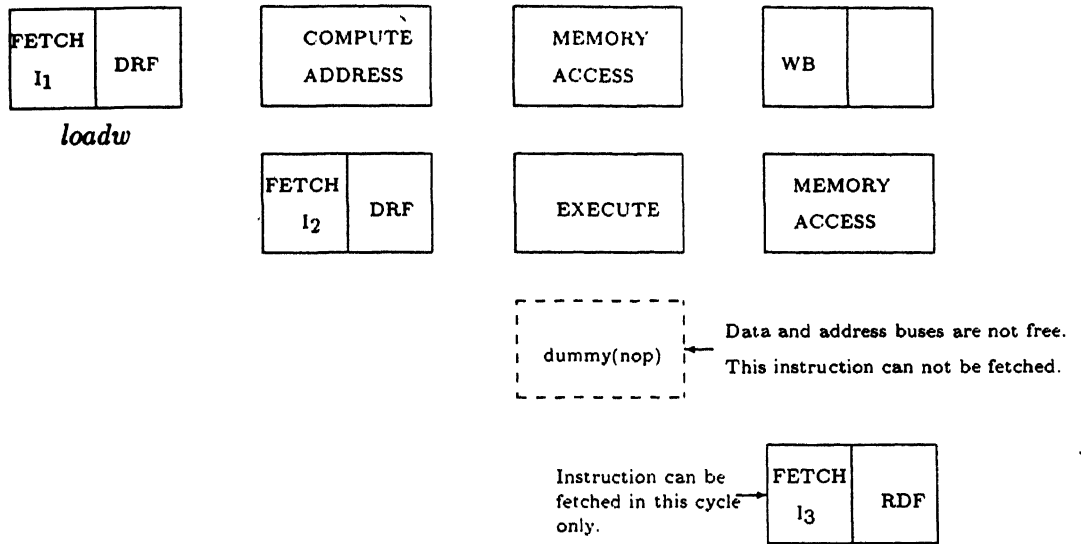 FETCH
I1
DRF
COMPUTE
ADDRESS
MEMORY
ACCESS
WB
loadw
FETCH
I2
DRF
EXECUTE
MEMORY
ACCESS
dummy(nop)
Data and address buses are not free.
This instruction can not be fetched.
Instruction can be
fetched in this cycle
only.
FETCH
I3
RDF